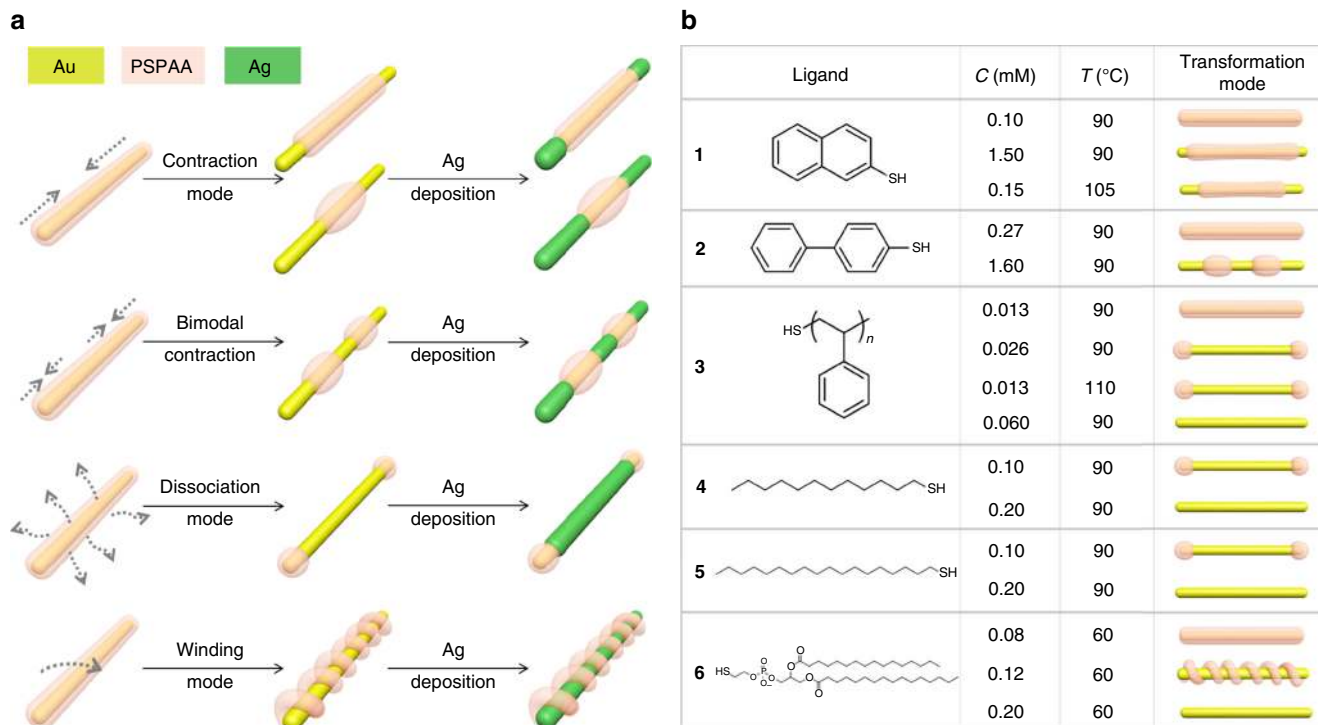 a
Au
PSPAA
Ag
Contraction
mode
Ag
deposition
Bimodal
contraction
Ag
deposition
Dissociation
mode
Ag
deposition
Winding
mode
Ag
deposition
b
Ligand C (mM) T (°C) Transformation
mode
1
SH
0.10 90
1.50 90
0.15 105
2
SH
0.27 90
1.60 90
3
HS ( ) n
0.013 90
0.026 90
0.013 110
0.060 90
4
SH
0.10 90
0.20 90
5
SH
0.10 90
0.20 90
6
HS O P O O O− O O O O
0.08 60
0.12 60
0.20 60